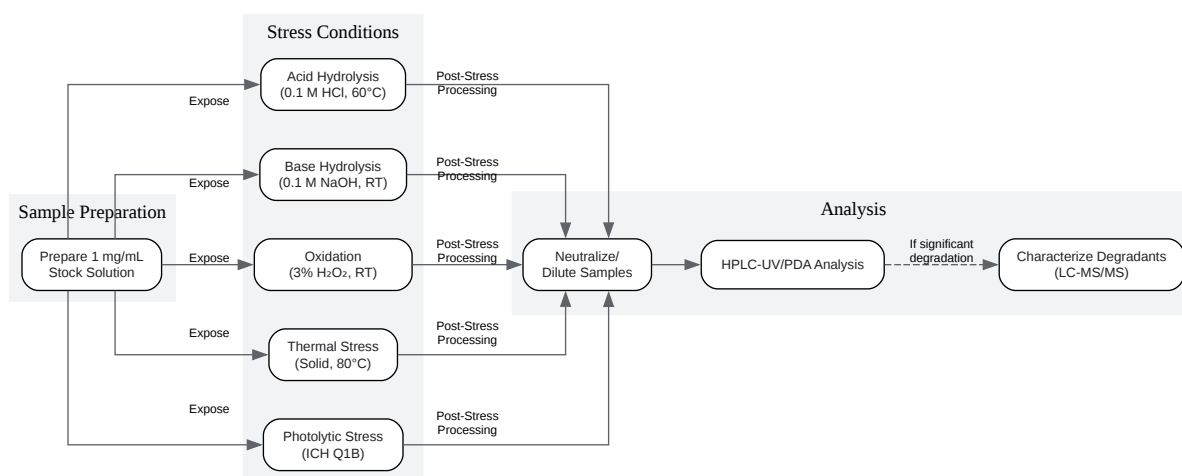 Stress Conditions
Acid Hydrolysis
(0.1 M HCl, 60°C)
Post-Stress
Processing
Expose
Base Hydrolysis
(0.1 M NaOH, RT)
Post-Stress
Processing
Expose
Sample Preparation
Prepare 1 mg/mL
Stock Solution
Expose
Oxidation
(3% H₂O₂, RT)
Post-Stress
Processing
Analysis
Neutralize/
Dilute Samples
HPLC-UV/PDA Analysis
If significant
degradation
Characterize Degradants
(LC-MS/MS)
Expose
Thermal Stress
(Solid, 80°C)
Post-Stress
Processing
Expose
Photolytic Stress
(ICH Q1B)
Post-Stress
Processing